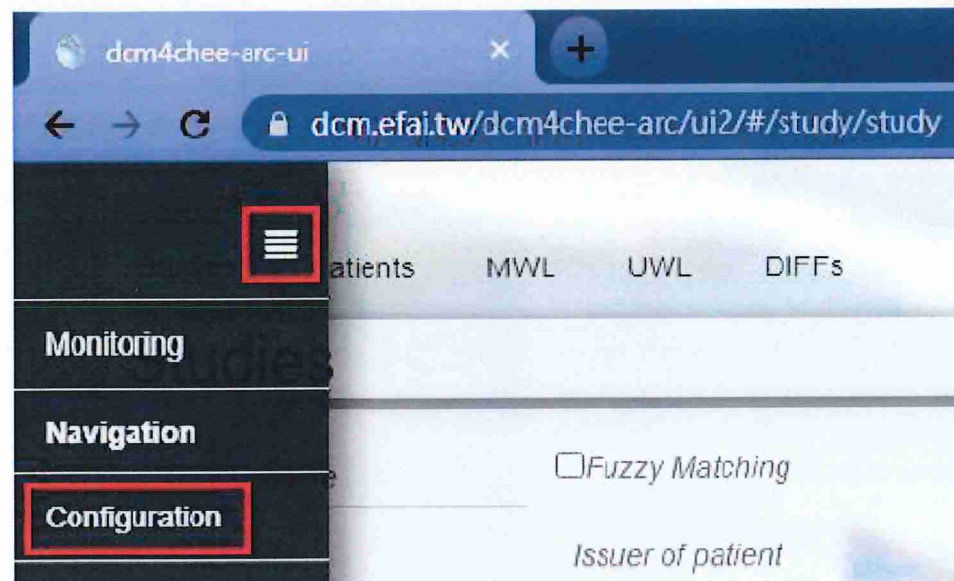 dcm4chee-arc-ui
dcm.efai.tw/dcm4chee-arc/ui2/#/study/study
atients MWL UWL DIFFs
Monitoring
Studies
Navigation
Fuzzy Matching
Configuration
Issuer of patient